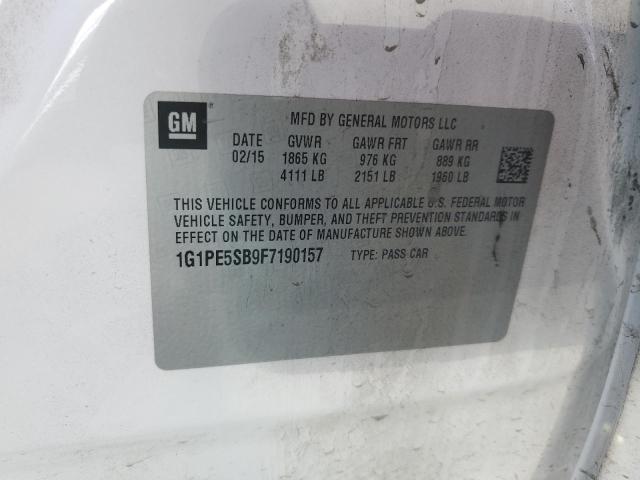 GM
MFD BY GENERAL MOTORS LLC
DATE GVWR GAWR FRT GAWR RR
02/15 1865 KG 976 KG 889 KG
4111 LB 2151 LB 1960 LB
THIS VEHICLE CONFORMS TO ALL APPLICABLE U.S. FEDERAL MOTOR
VEHICLE SAFETY, BUMPER, AND THEFT PREVENTION STANDARDS IN
EFFECT ON THE DATE OF MANUFACTURE SHOWN ABOVE.
1G1PE5SB9F7190157 TYPE: PASS CAR